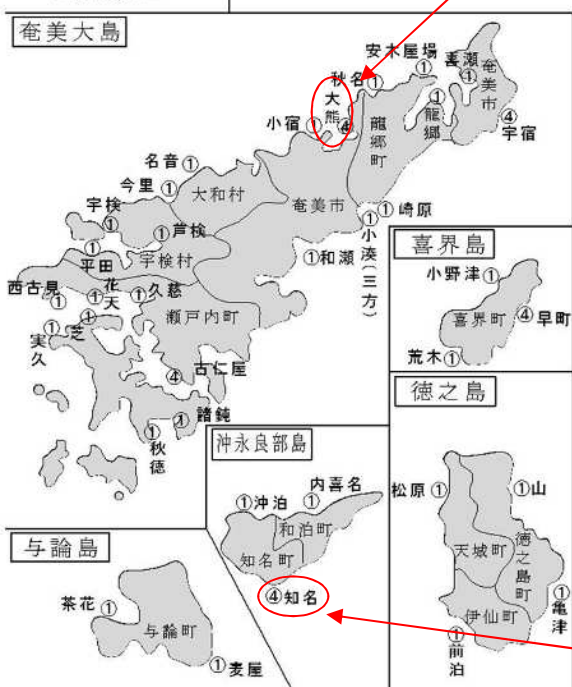 奄美大島
安木屋場
①
喜瀬
①
奄美市
秋名①
大熊
④
小宿①
龍郷町
①
龍郷
④
宇宿
名音①
今里
①
大和村
奄美市
宇検
①
①
芦検
①
崎原
①
小湊(三方)
①和瀬
①
平田
宇検村
西古見
①
花天
①
久慈
①
瀬戸内町
実久
①
芝
①
④
古仁屋
諸鈍
①
①
秋徳
喜界島
小野津①
喜界町
④
早町
荒木①
徳之島
松原①
①山
天城町
徳之島町
伊仙町
①
亀津
①
前泊
沖永良部島
①沖泊
内喜名
①
和泊町
知名町
④知名
与論島
茶花①
与論町
①麦屋